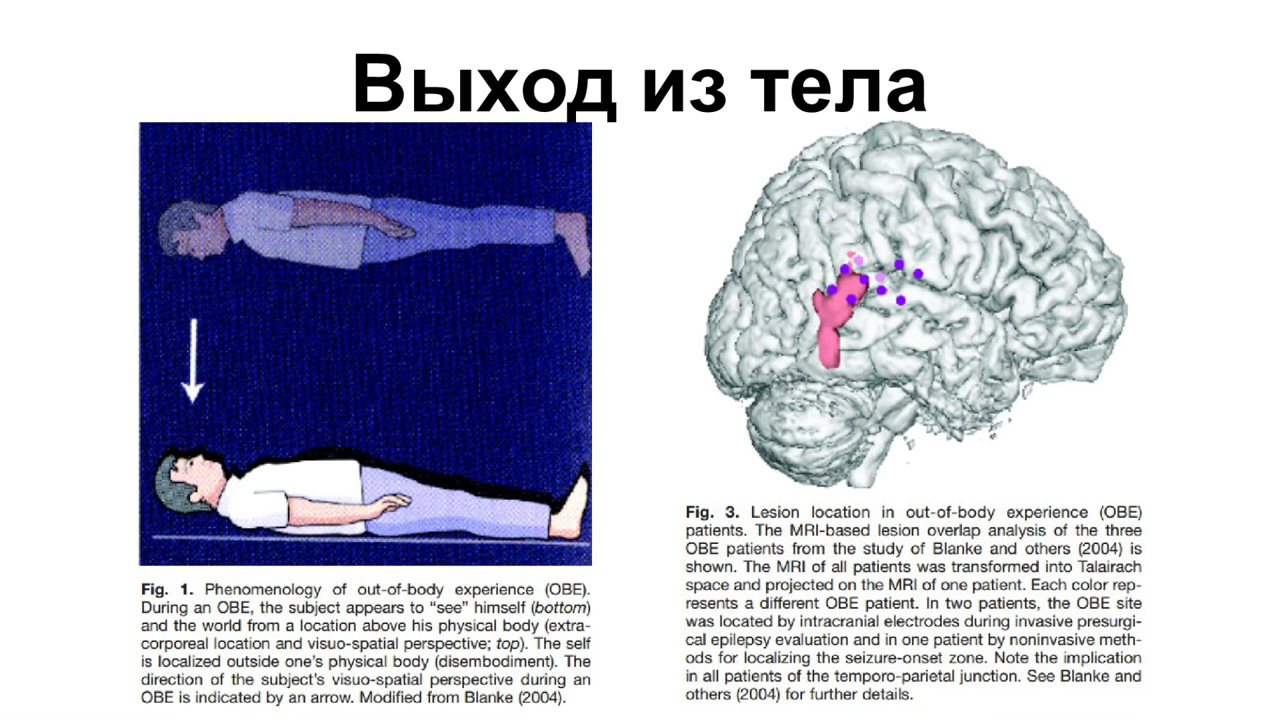 Выход из тела
Fig. 1. Phenomenology of out-of-body experience (OBE).
During an OBE, the subject appears to “see” himself (bottom)
and the world from a location above his physical body (extra-
corporeal location and visuo-spatial perspective; top). The self
is localized outside one’s physical body (disembodiment). The
direction of the subject’s visuo-spatial perspective during an
OBE is indicated by an arrow. Modified from Blanke (2004).
Fig. 3. Lesion location in out-of-body experience (OBE)
patients. The MRI-based lesion overlap analysis of the three
OBE patients from the study of Blanke and others (2004) is
shown. The MRI of all patients was transformed into Talairach
space and projected on the MRI of one patient. Each color rep-
resents a different OBE patient. In two patients, the OBE site
was located by intracranial electrodes during invasive presurgi-
cal epilepsy evaluation and in one patient by noninvasive meth-
ods for localizing the seizure-onset zone. Note the implication
in all patients of the temporo-parietal junction. See Blanke and
others (2004) for further details.